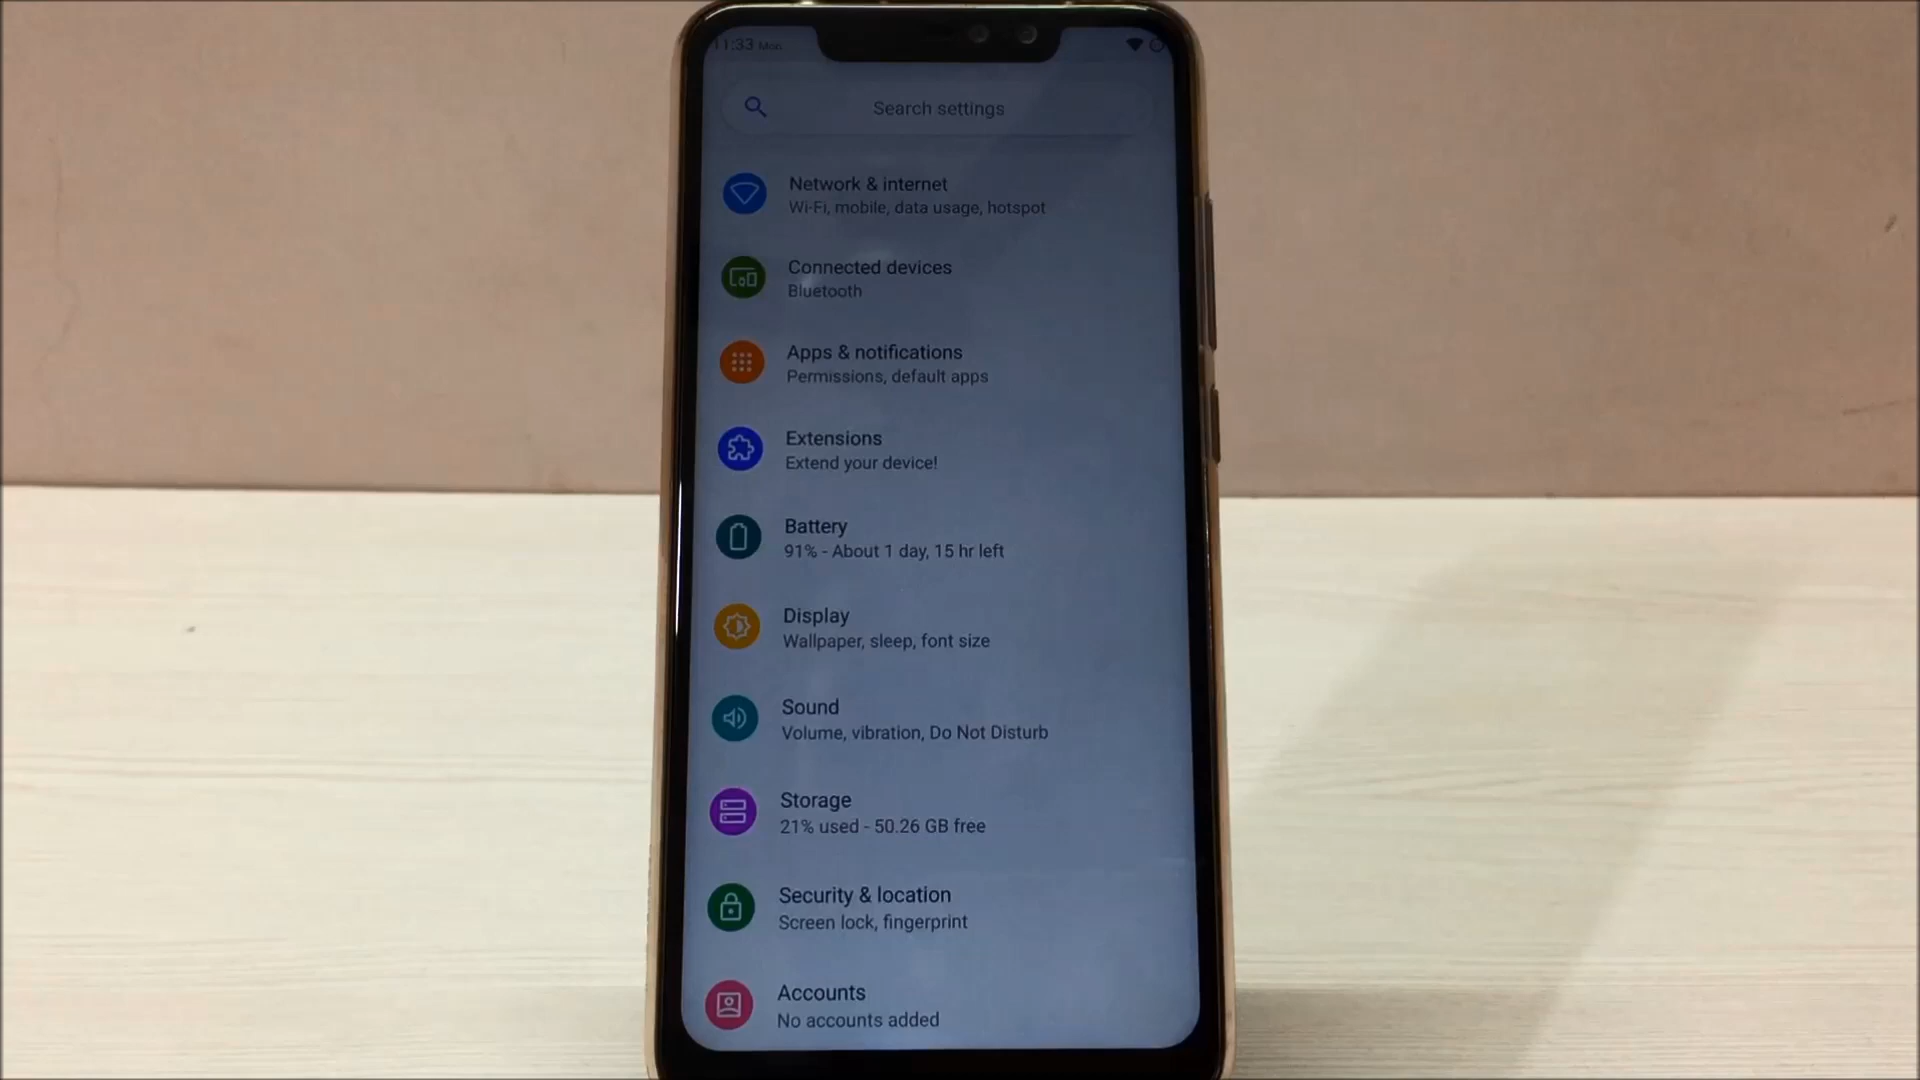 11:33 Mon
Search settings
Network & internet
Wi-Fi, mobile, data usage, hotspot
Connected devices
Bluetooth
Apps & notifications
Permissions, default apps
Extensions
Extend your device!
Battery
91% - About 1 day, 15 hr left
Display
Wallpaper, sleep, font size
Sound
Volume, vibration, Do Not Disturb
Storage
21% used - 50.26 GB free
Security & location
Screen lock, fingerprint
Accounts
No accounts added